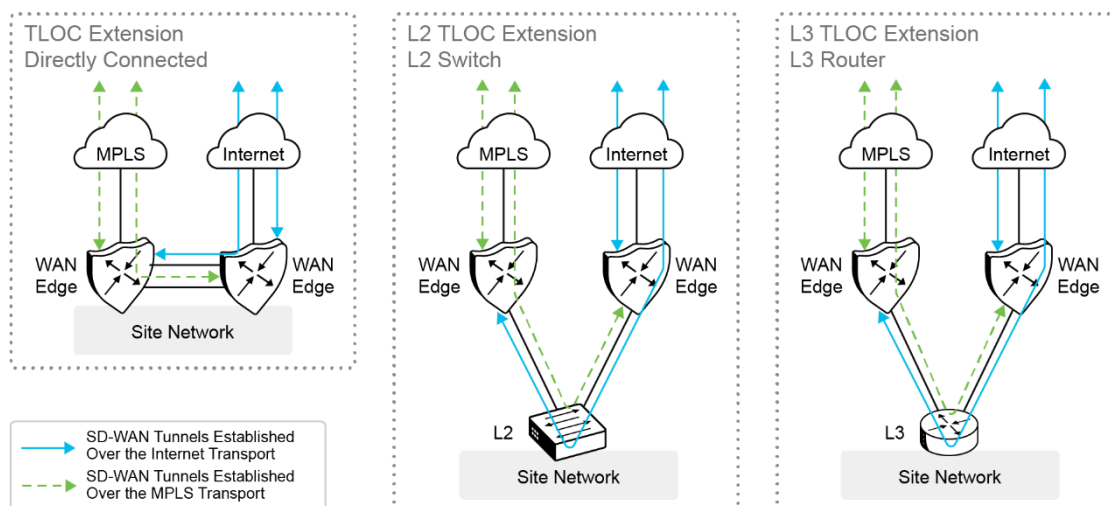 TLOC Extension
Directly Connected
MPLS
Internet
WAN
Edge
WAN
Edge
Site Network
SD-WAN Tunnels Established
Over the Internet Transport
SD-WAN Tunnels Established
Over the MPLS Transport
L2 TLOC Extension
L2 Switch
MPLS
Internet
WAN
Edge
WAN
Edge
L2
Site Network
L3 TLOC Extension
L3 Router
MPLS
Internet
WAN
Edge
WAN
Edge
L3
Site Network